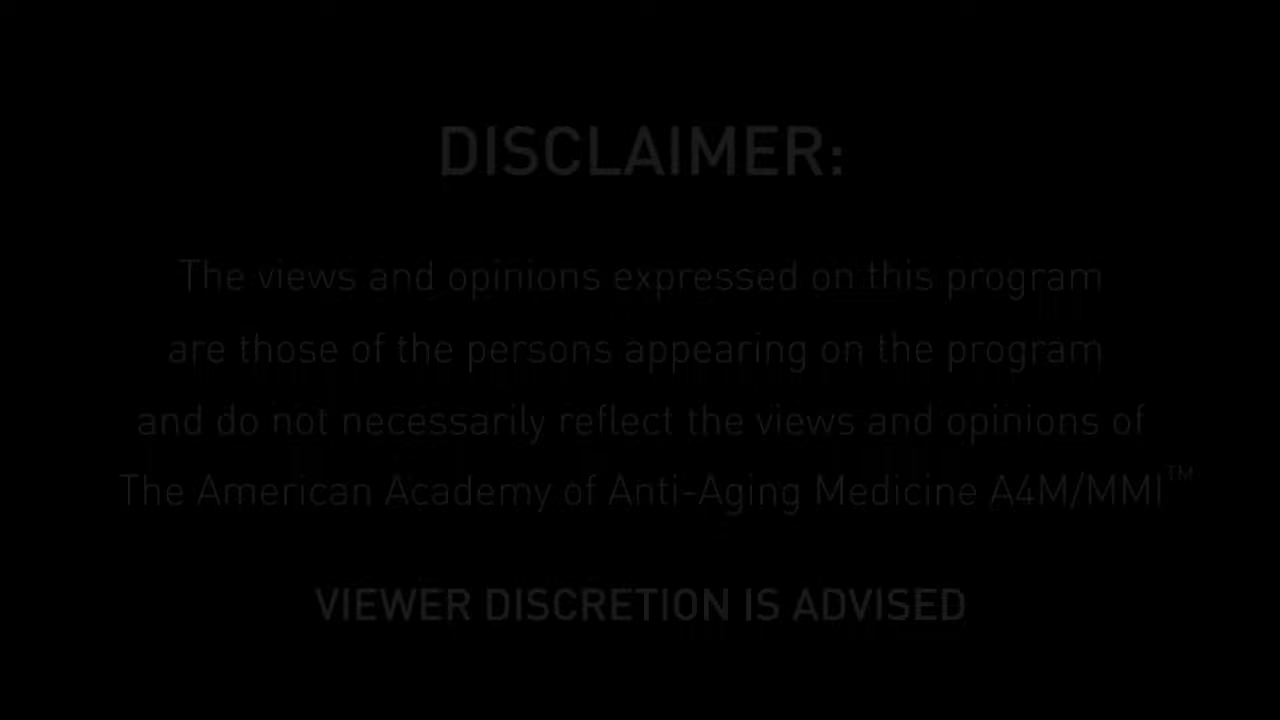 DISCLAIMER:
The views and opinions expressed on this program
are those of the persons appearing on the program
and do not necessarily reflect the views and opinions of
The American Academy of Anti-Aging Medicine A4M/MMI™
VIEWER DISCRETION IS ADVISED